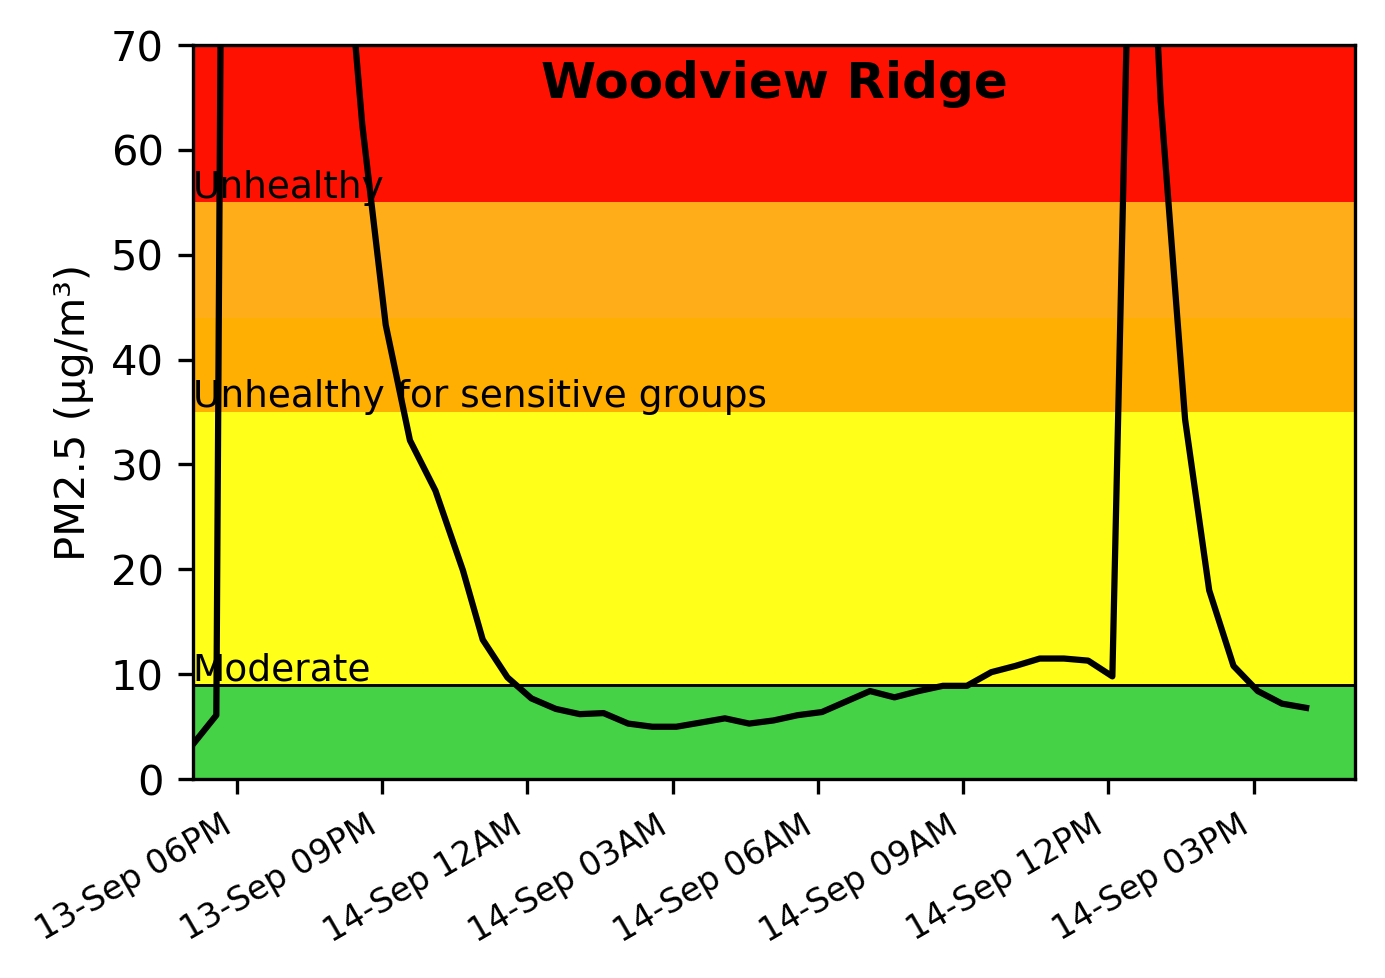 Woodview Ridge
PM2.5 (µg/m³)
70
60
50
40
30
20
10
0
Unhealthy
Unhealthy for sensitive groups
Moderate
13-Sep 06PM
13-Sep 09PM
14-Sep 12AM
14-Sep 03AM
14-Sep 06AM
14-Sep 09AM
14-Sep 12PM
14-Sep 03PM